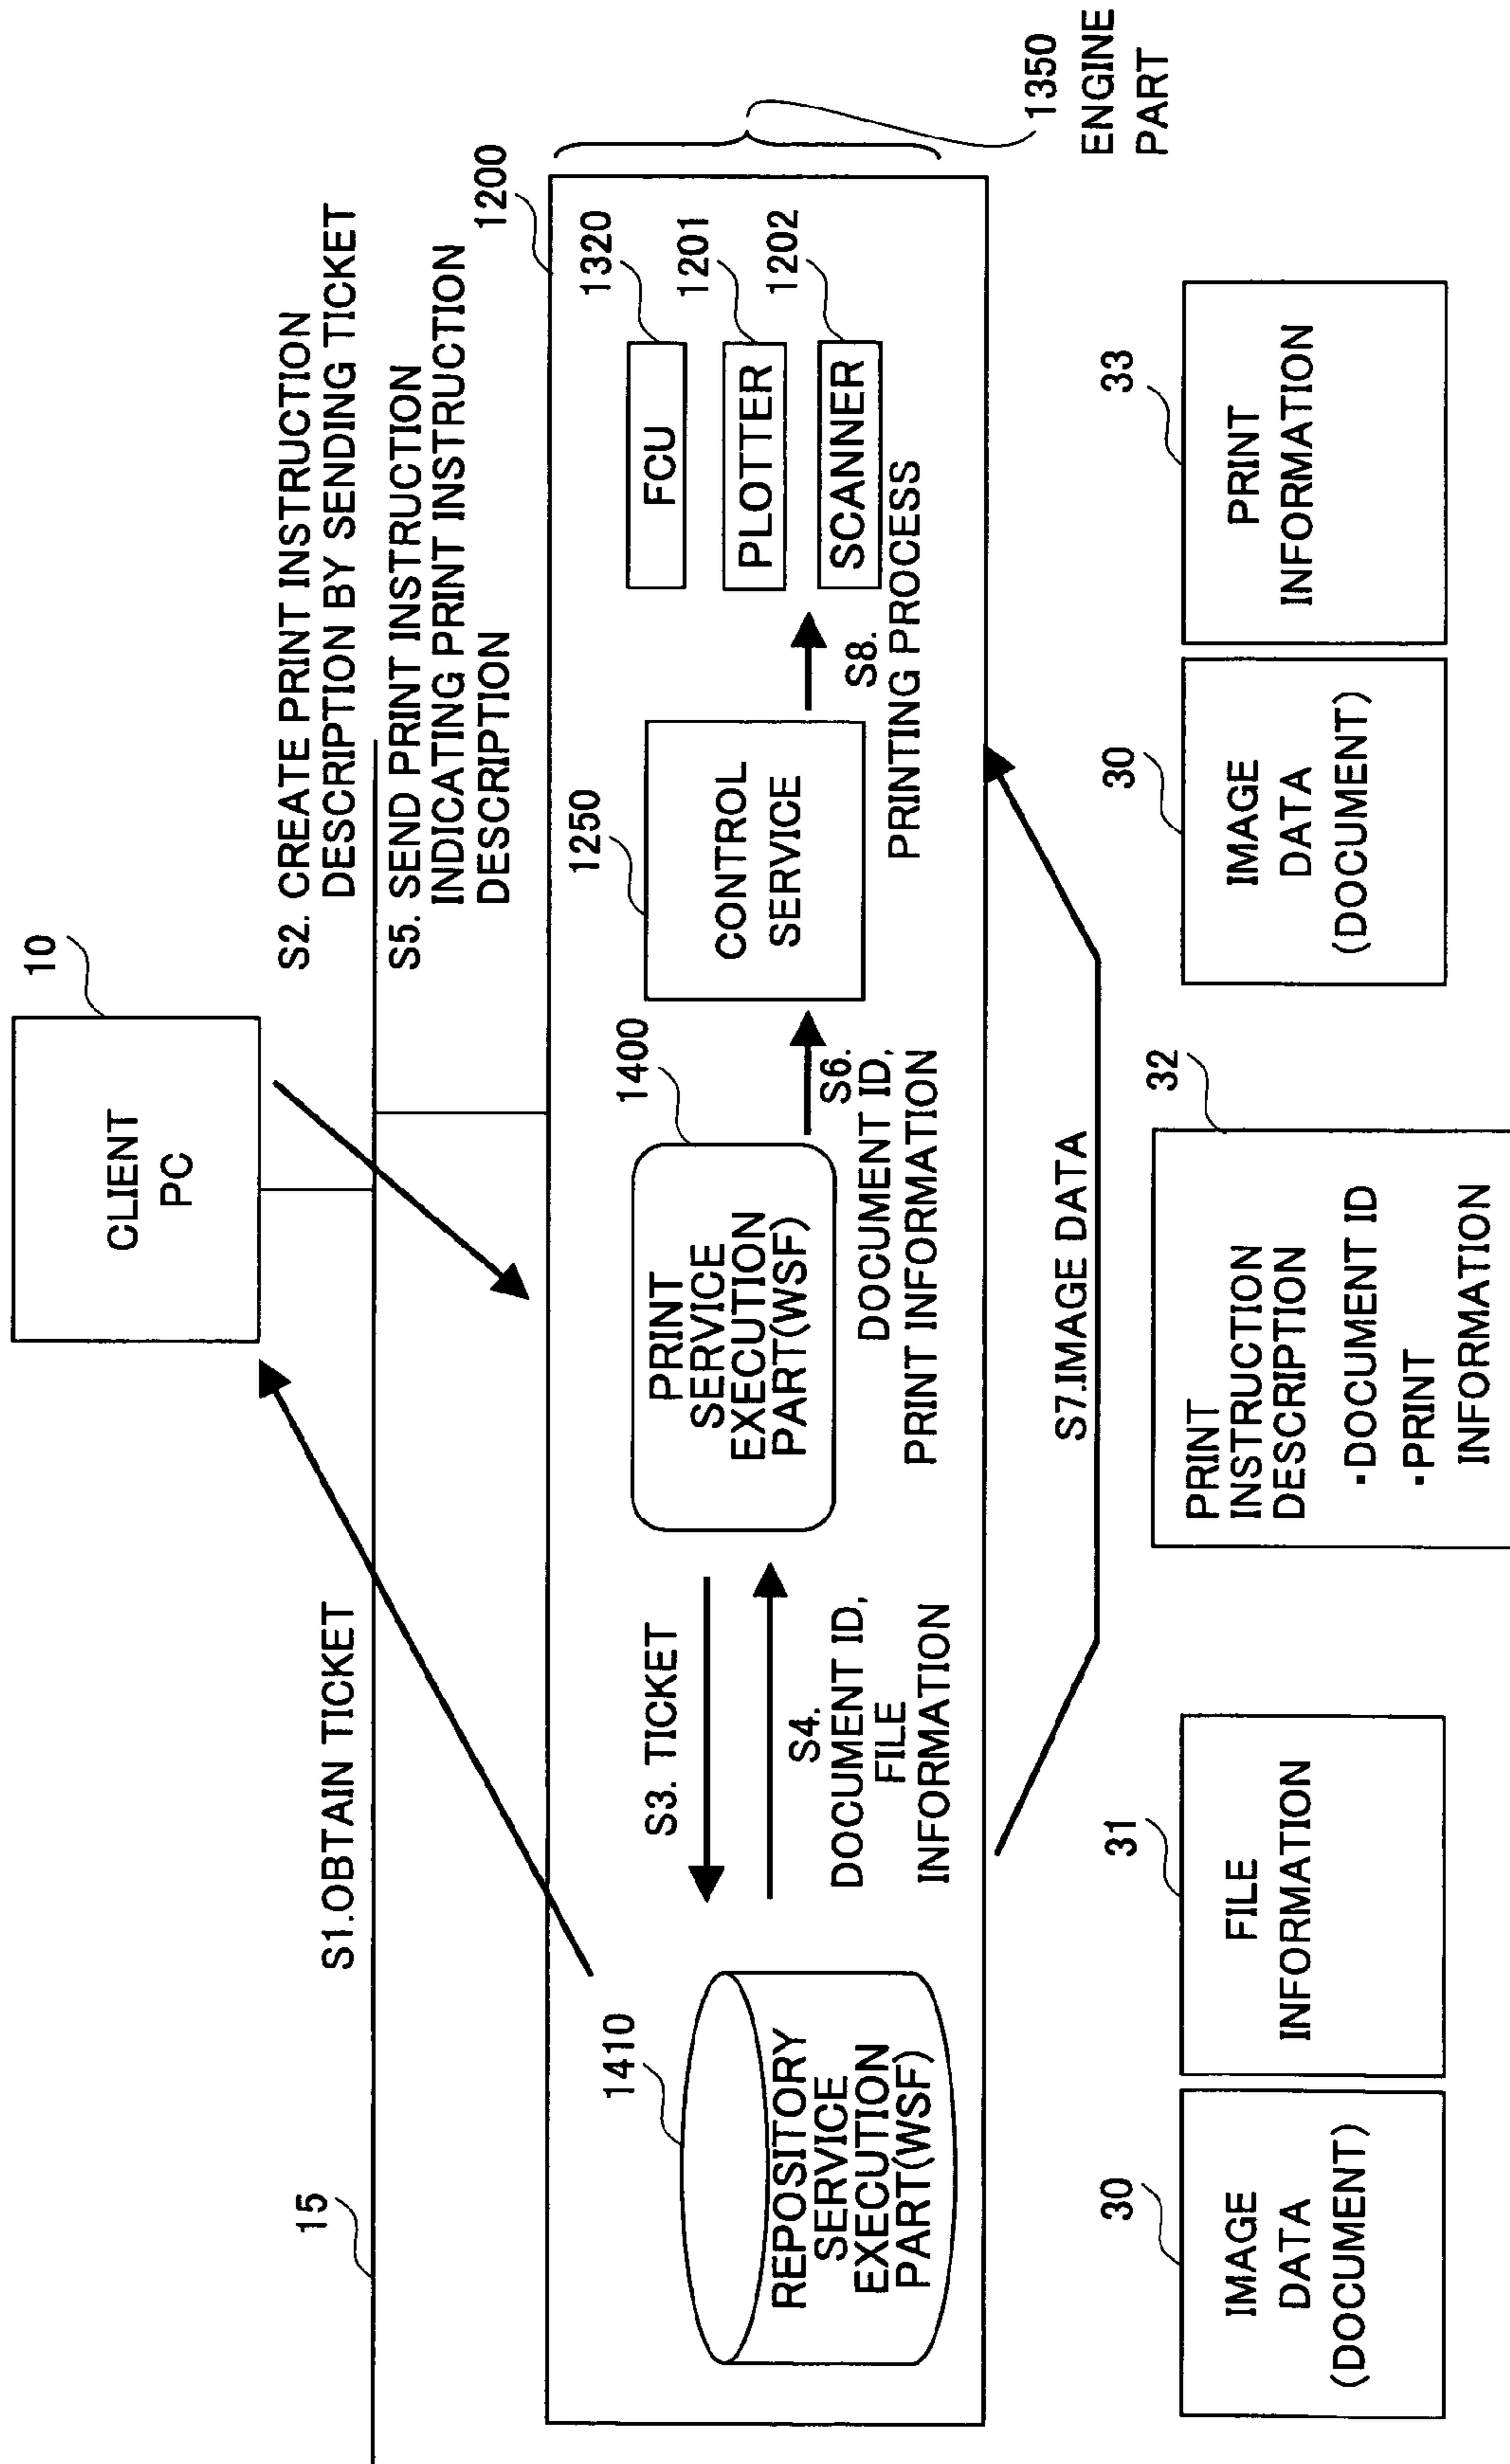 10
CLIENT
PC
S2. CREATE PRINT INSTRUCTION
DESCRIPTION BY SENDING TICKET
S5. SEND PRINT INSTRUCTION
INDICATING PRINT INSTRUCTION
DESCRIPTION
S1.OBTAIN TICKET
15
1200
1410
REPOSITORY
SERVICE
EXECUTION
PART(WSF)
S3. TICKET
S4.
DOCUMENT ID,
FILE
INFORMATION
1400
PRINT
SERVICE
EXECUTION
PART(WSF)
S6.
DOCUMENT ID,
PRINT INFORMATION
1250
CONTROL
SERVICE
S8.
PRINTING PROCESS
1320
FCU
1201
PLOTTER
1202
SCANNER
1350
ENGINE
PART
S7.IMAGE DATA
30
IMAGE
DATA
(DOCUMENT)
31
FILE
INFORMATION
32
PRINT
INSTRUCTION
DESCRIPTION
・DOCUMENT ID
・PRINT
INFORMATION
30
IMAGE
DATA
(DOCUMENT)
33
PRINT
INFORMATION